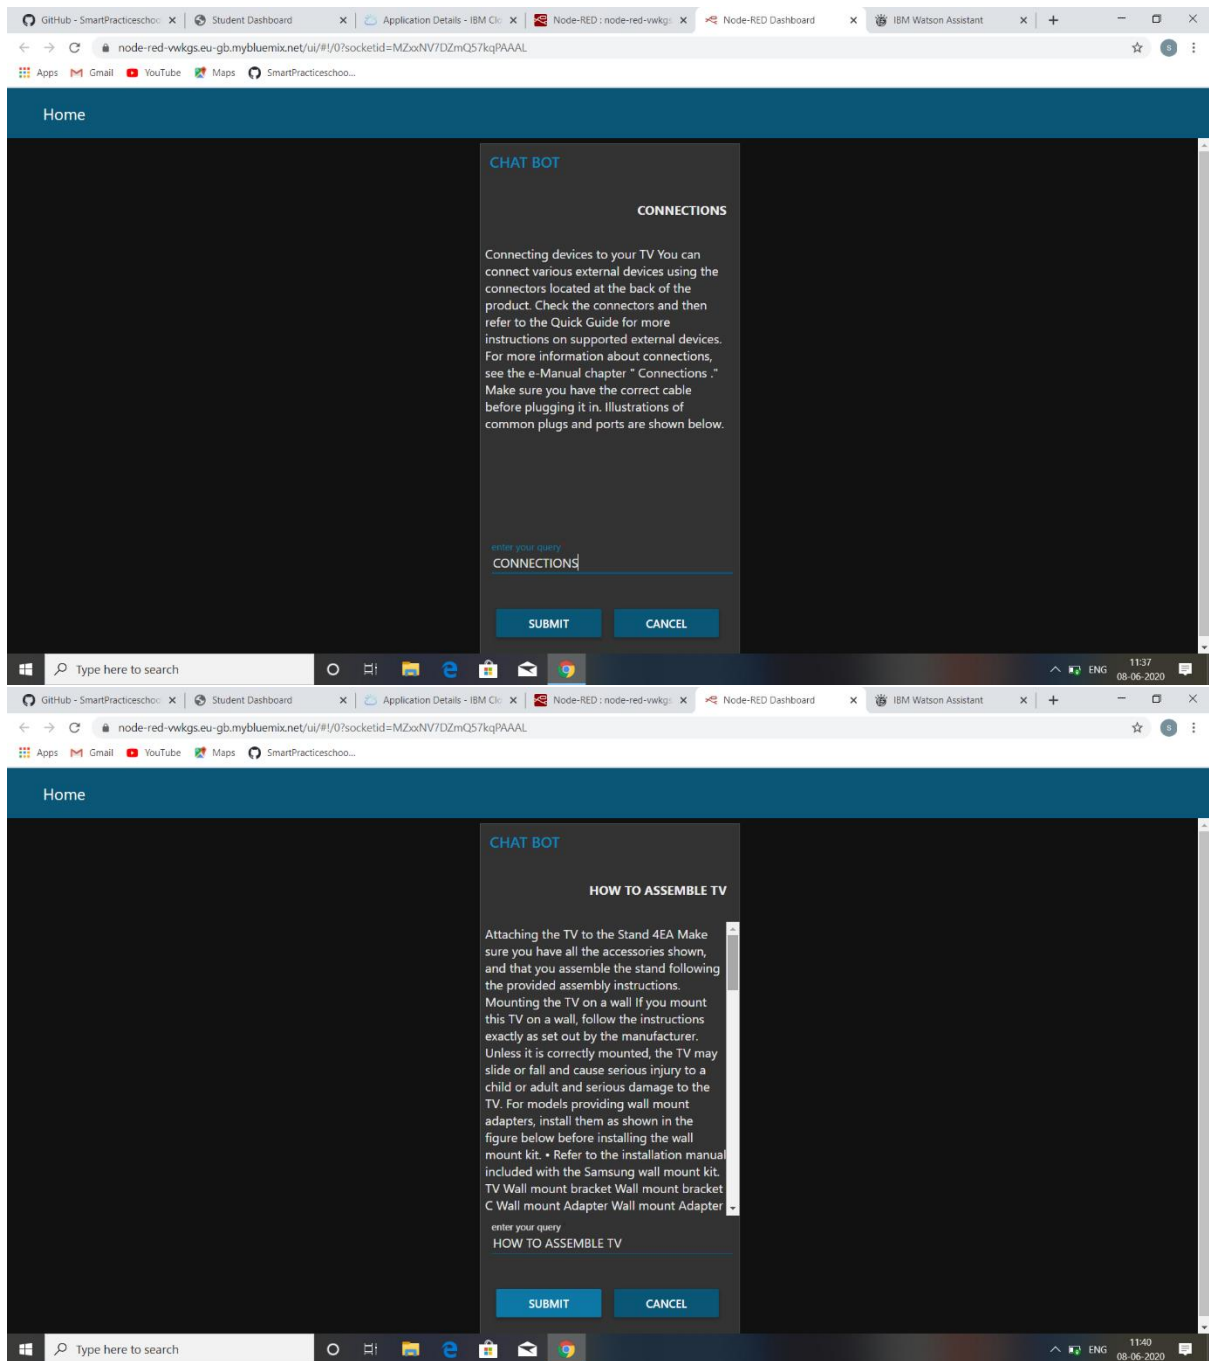 GitHub - SmartPracticeschoo
Student Dashboard
Application Details - IBM Clo
Node-RED : node-red-vwkgs
Node-RED Dashboard
IBM Watson Assistant
node-red-vwkgs.eu-gb.mybluemix.net/ui/#!/0?socketid=MZxxNV7DZmQ57kqPAAAL
S
Apps
Gmail
YouTube
Maps
SmartPracticeschoo...
Home
CHAT BOT
CONNECTIONS
Connecting devices to your TV You can
connect various external devices using the
connectors located at the back of the
product. Check the connectors and then
refer to the Quick Guide for more
instructions on supported external devices.
For more information about connections,
see the e-Manual chapter " Connections ."
Make sure you have the correct cable
before plugging it in. Illustrations of
common plugs and ports are shown below.
enter your query
CONNECTIONS
SUBMIT
CANCEL
Type here to search
ENG
11:37
08-06-2020
GitHub - SmartPracticeschoo
Student Dashboard
Application Details - IBM Clo
Node-RED : node-red-vwkgs
Node-RED Dashboard
IBM Watson Assistant
node-red-vwkgs.eu-gb.mybluemix.net/ui/#!/0?socketid=MZxxNV7DZmQ57kqPAAAL
S
Apps
Gmail
YouTube
Maps
SmartPracticeschoo...
Home
CHAT BOT
HOW TO ASSEMBLE TV
Attaching the TV to the Stand 4EA Make
sure you have all the accessories shown,
and that you assemble the stand following
the provided assembly instructions.
Mounting the TV on a wall If you mount
this TV on a wall, follow the instructions
exactly as set out by the manufacturer.
Unless it is correctly mounted, the TV may
slide or fall and cause serious injury to a
child or adult and serious damage to the
TV. For models providing wall mount
adapters, install them as shown in the
figure below before installing the wall
mount kit. • Refer to the installation manual
included with the Samsung wall mount kit.
TV Wall mount bracket Wall mount bracket
C Wall mount Adapter Wall mount Adapter
enter your query
HOW TO ASSEMBLE TV
SUBMIT
CANCEL
Type here to search
ENG
11:40
08-06-2020